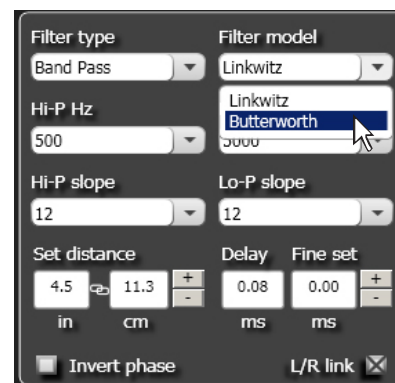 Filter type Filter model
Band Pass Linkwitz
Linkwitz
Hi-P Hz
Butterworth
500 5000
Hi-P slope Lo-P slope
12 12
Set distance Delay Fine set
4.5 11.3 + - 0.08 0.00 + -
in cm ms ms
Invert phase L/R link